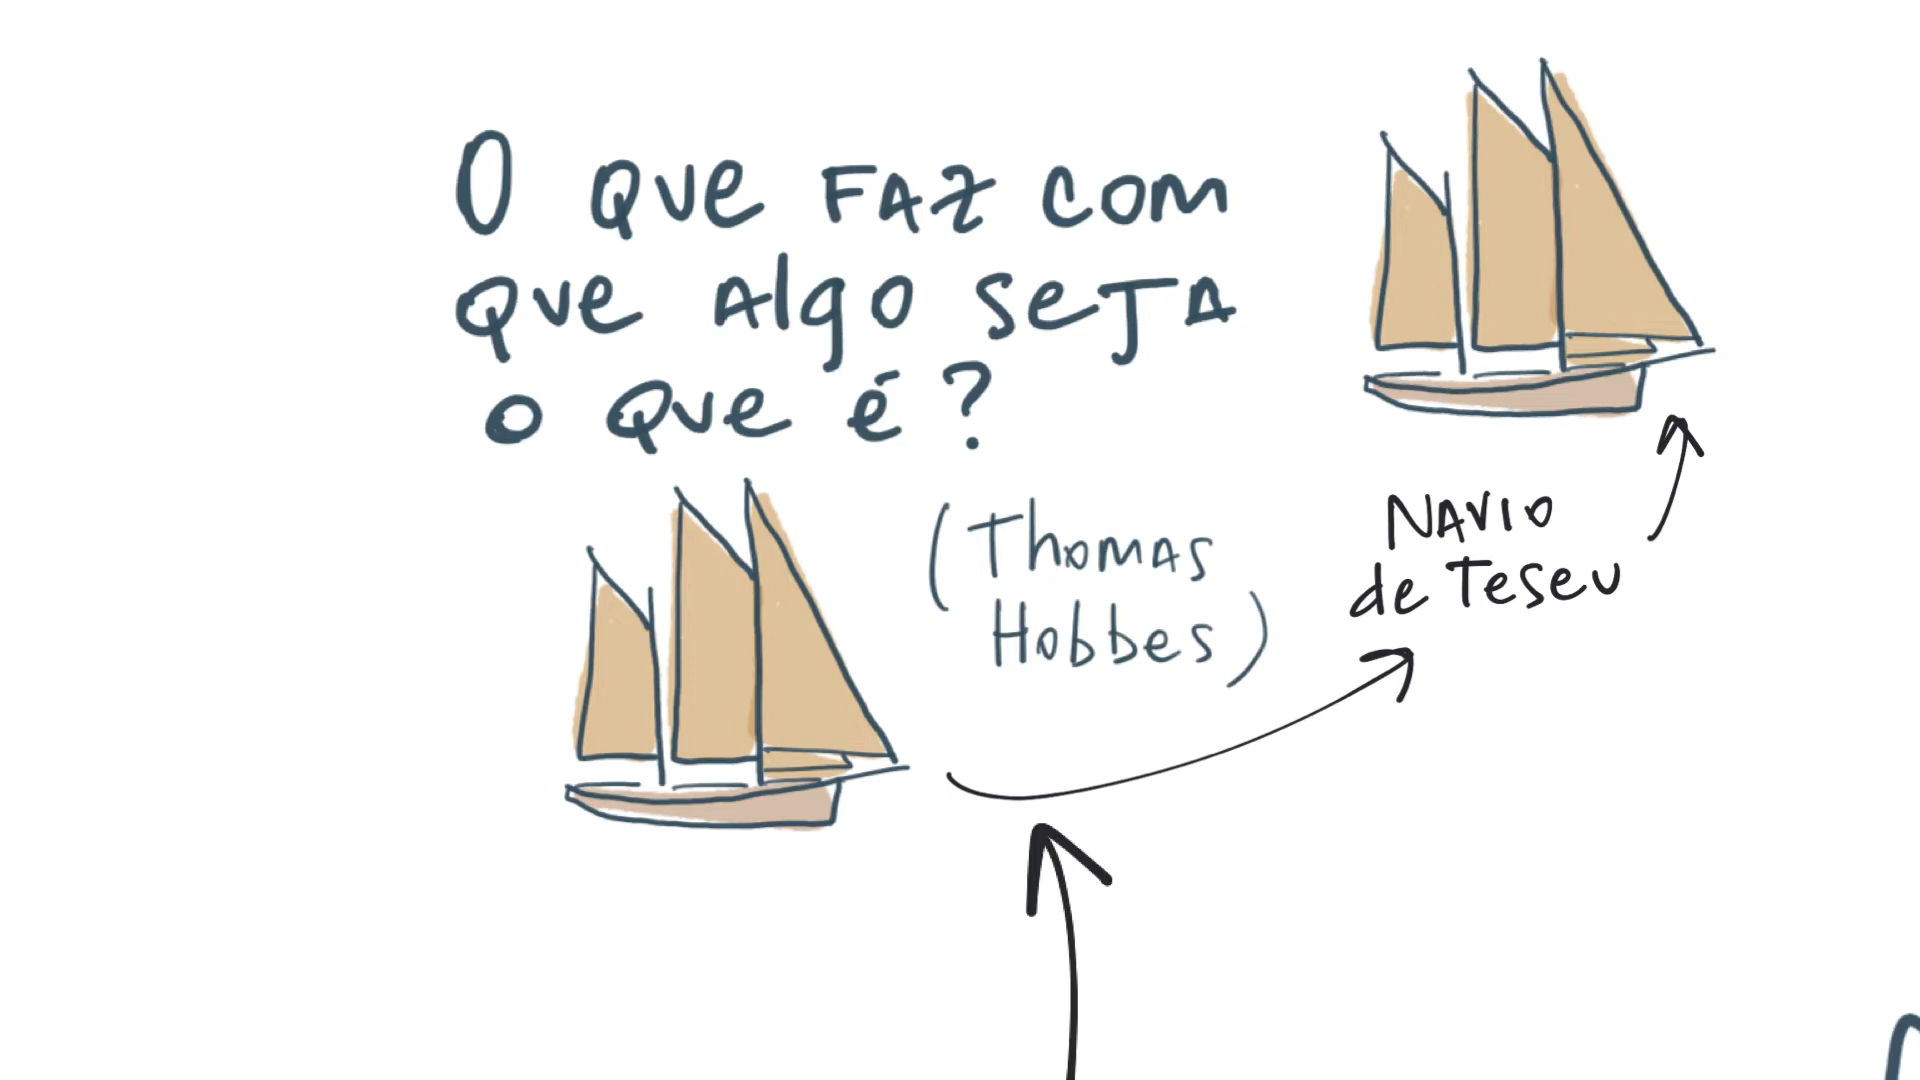 O QUE FAZ COM
QUE ALGO SEJA
O QUE É?
(THOMAS
HOBBES)
NAVIO
DE TESEU